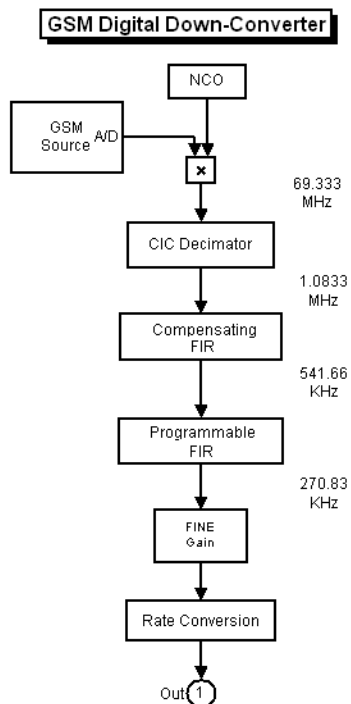 GSM Digital Down-Converter
NCO
GSM
Source
A/D
×
69.333
MHz
CIC Decimator
1.0833
MHz
Compensating
FIR
541.66
KHz
Programmable
FIR
270.83
KHz
FINE
Gain
Rate Conversion
Out 1